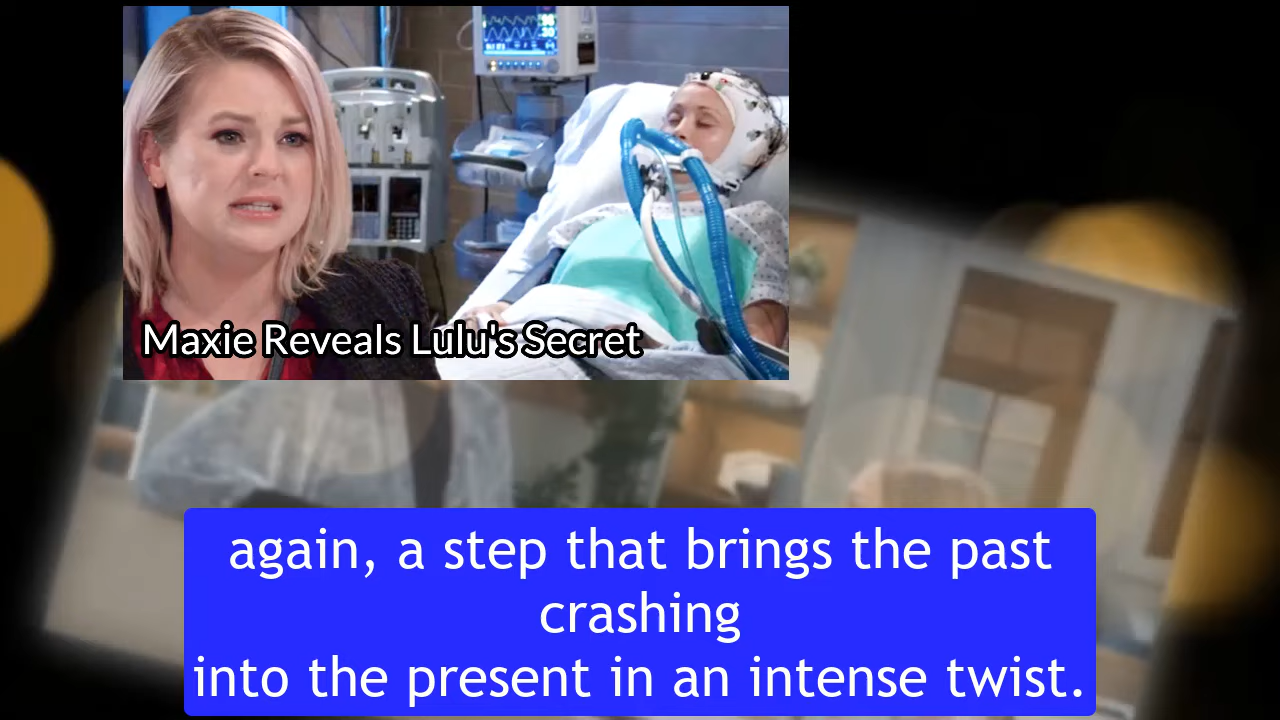 Maxie Reveals Lulu's Secret
again, a step that brings the past
crashing
into the present in an intense twist.